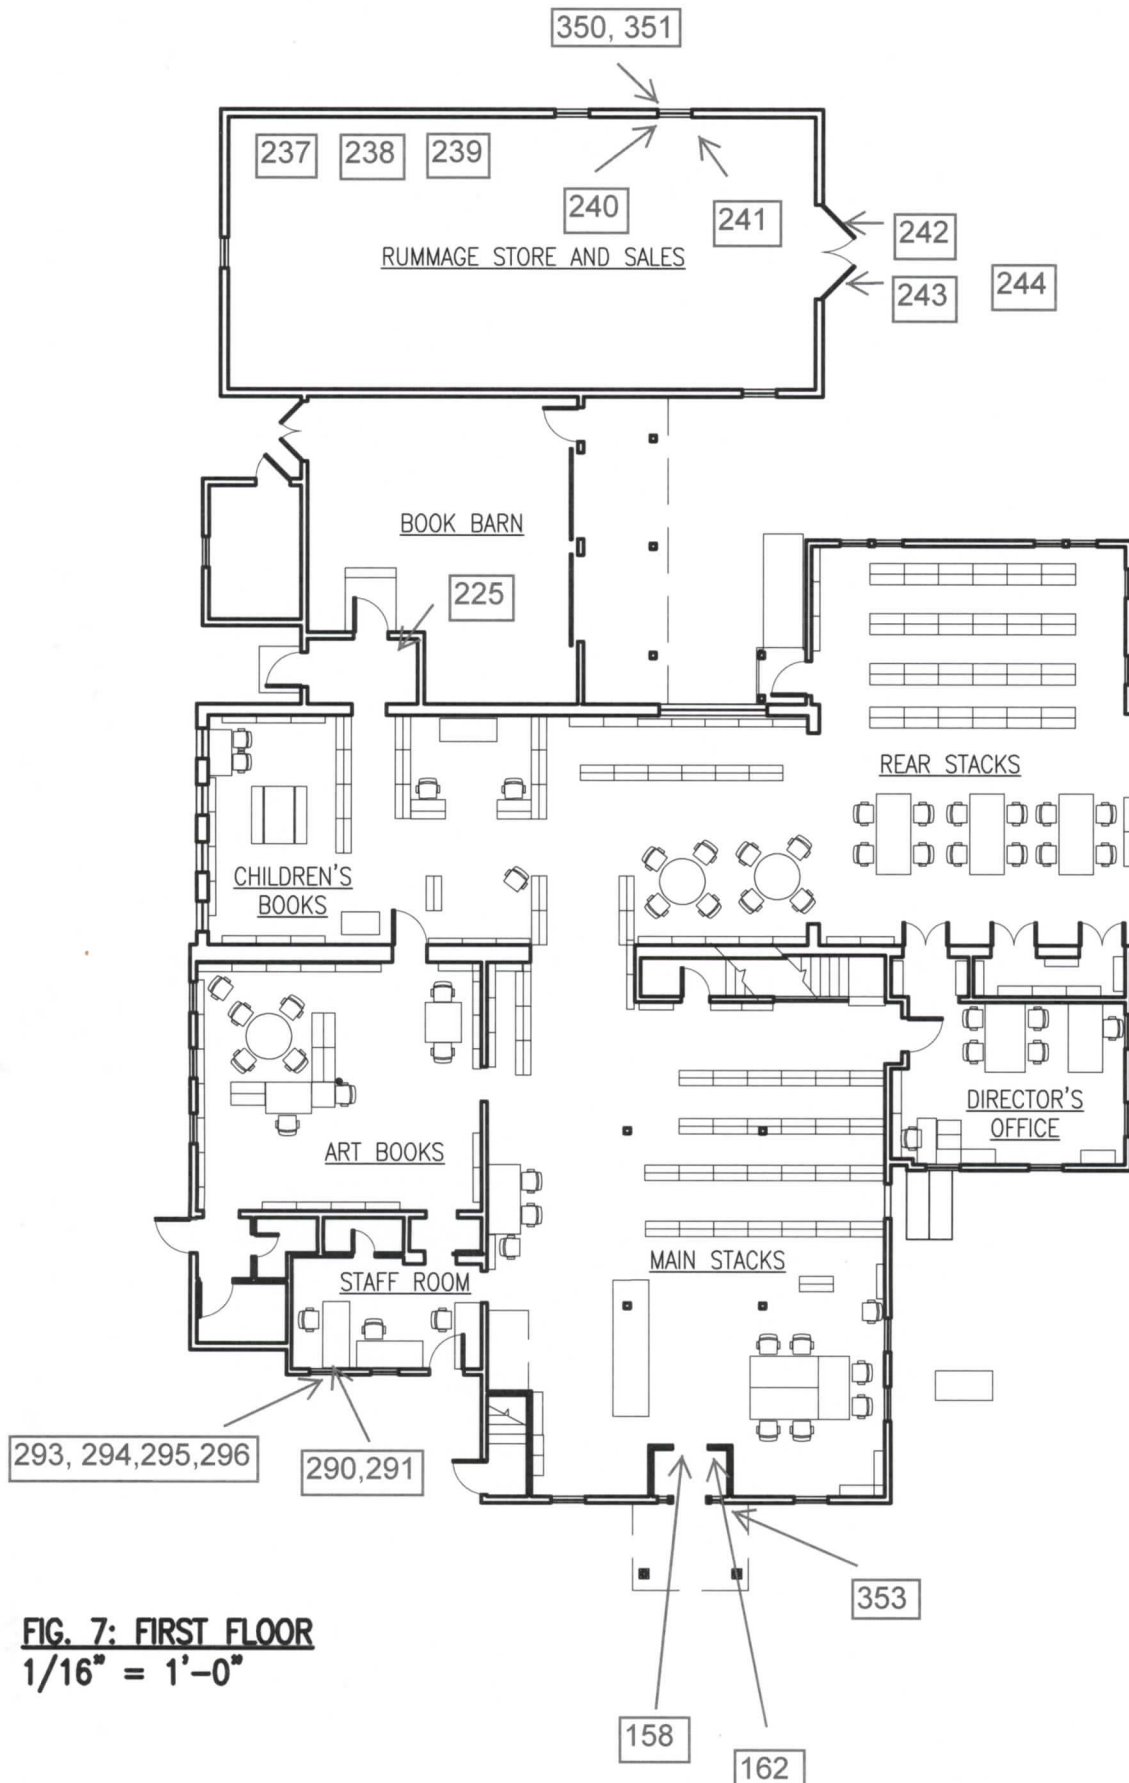 350, 351
237
238
239
240
241
242
243
244
RUMMAGE STORE AND SALES
BOOK BARN
225
REAR STACKS
CHILDREN'S
BOOKS
DIRECTOR'S
OFFICE
ART BOOKS
MAIN STACKS
STAFF ROOM
293, 294,295,296
290,291
353
FIG. 7: FIRST FLOOR
1/16" = 1'-0"
158
162